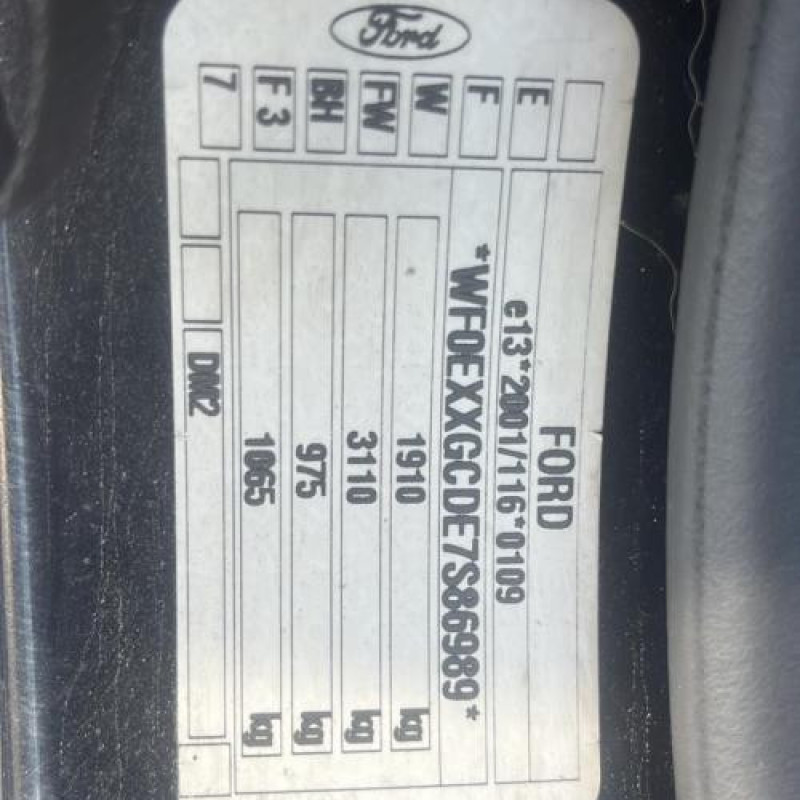 Ford
E
F
W
FW
BH
F 3
7
FORD
e13*2001/116*0109
*WF0EXXGCDE7S86989*
1910 kg
3110 kg
975 kg
1065 kg